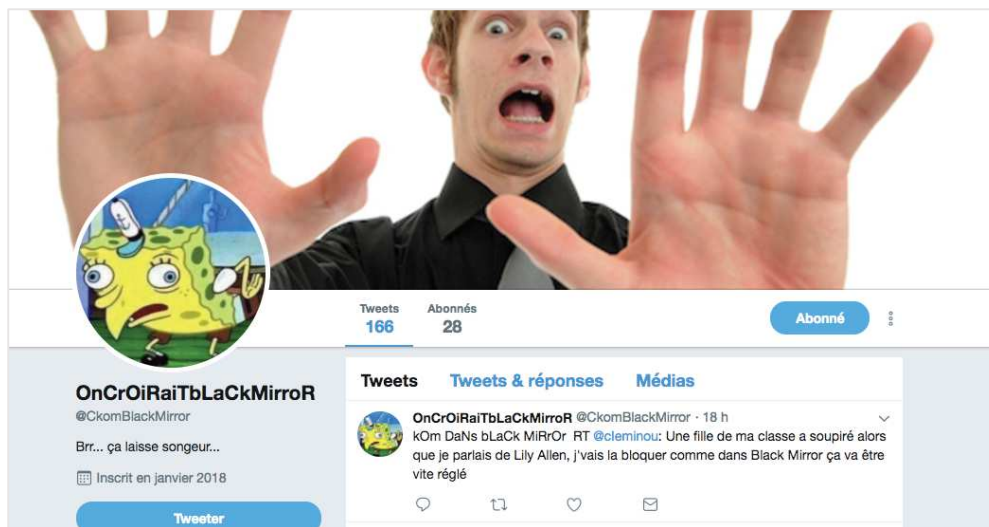 Tweets
166
Abonnés
28
Abonné
OnCrOiRaiTbLaCkMirroR
@CkomBlackMirror
Brr... ça laisse songeur...
Inscrit en janvier 2018
Tweeter
Tweets
Tweets & réponses
Médias
OnCrOiRaiTbLaCkMirroR @CkomBlackMirror · 18 h
kOm DaNs bLaCk MiRrOr RT @cleminou: Une fille de ma classe a soupiré alors
que je parlais de Lily Allen, j'vais la bloquer comme dans Black Mirror ça va être
vite réglé